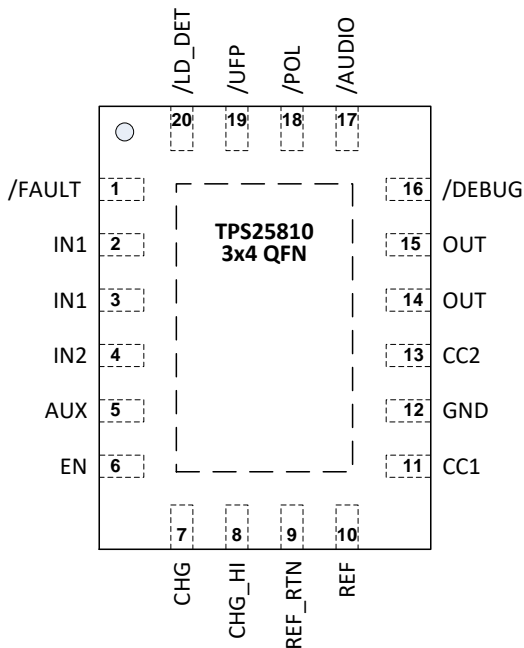 /LD_DET
/UFP
/POL
/AUDIO
20
19
18
17
/FAULT 1
16 /DEBUG
TPS25810
3x4 QFN
IN1 2
15 OUT
IN1 3
14 OUT
IN2 4
13 CC2
AUX 5
12 GND
EN 6
11 CC1
7
8
9
10
CHG
CHG_HI
REF_RTN
REF